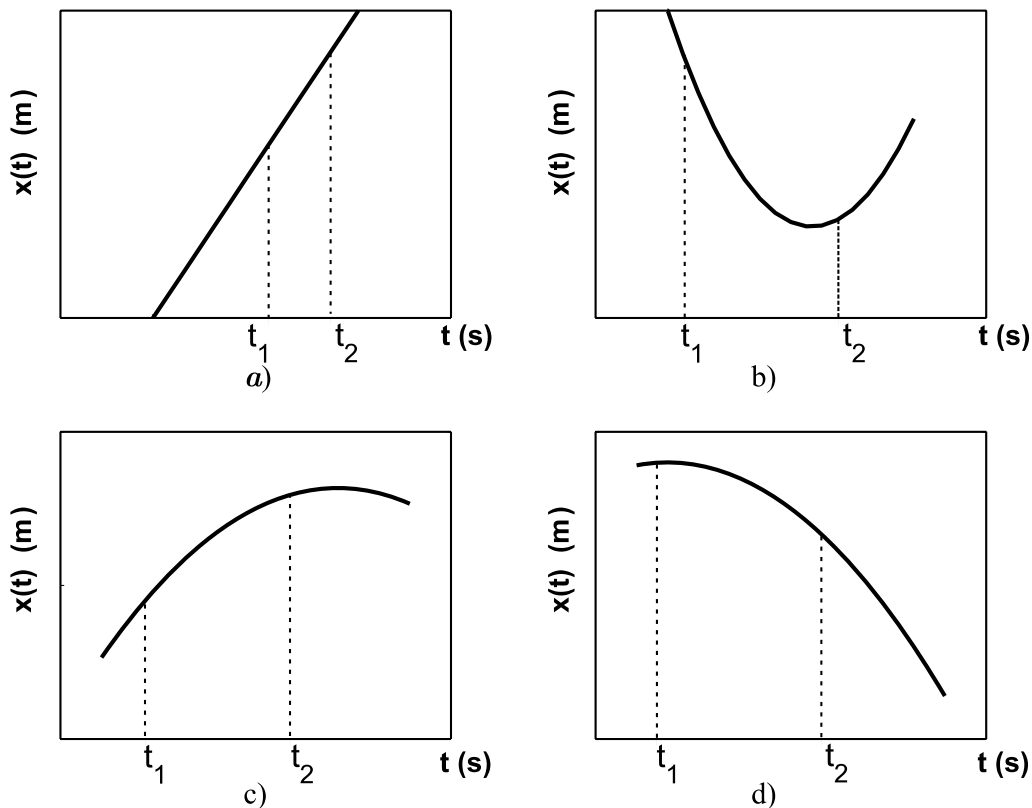 x(t) (m)
t₁
t₂
t (s)
a)
x(t) (m)
t₁
t₂
t (s)
b)
x(t) (m)
t₁
t₂
t (s)
c)
x(t) (m)
t₁
t₂
t (s)
d)